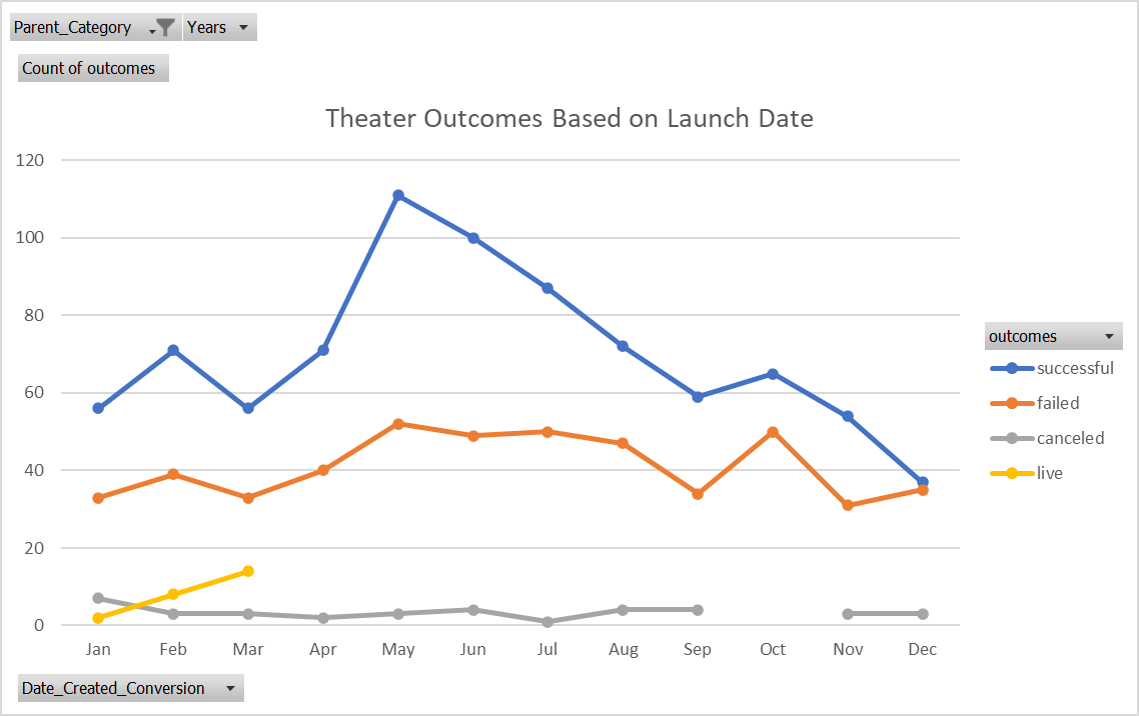 Parent_Category Years
Count of outcomes
Theater Outcomes Based on Launch Date
120
100
80
60
40
20
0
Jan Feb Mar Apr May Jun Jul Aug Sep Oct Nov Dec
outcomes
successful
failed
canceled
live
Date_Created_Conversion